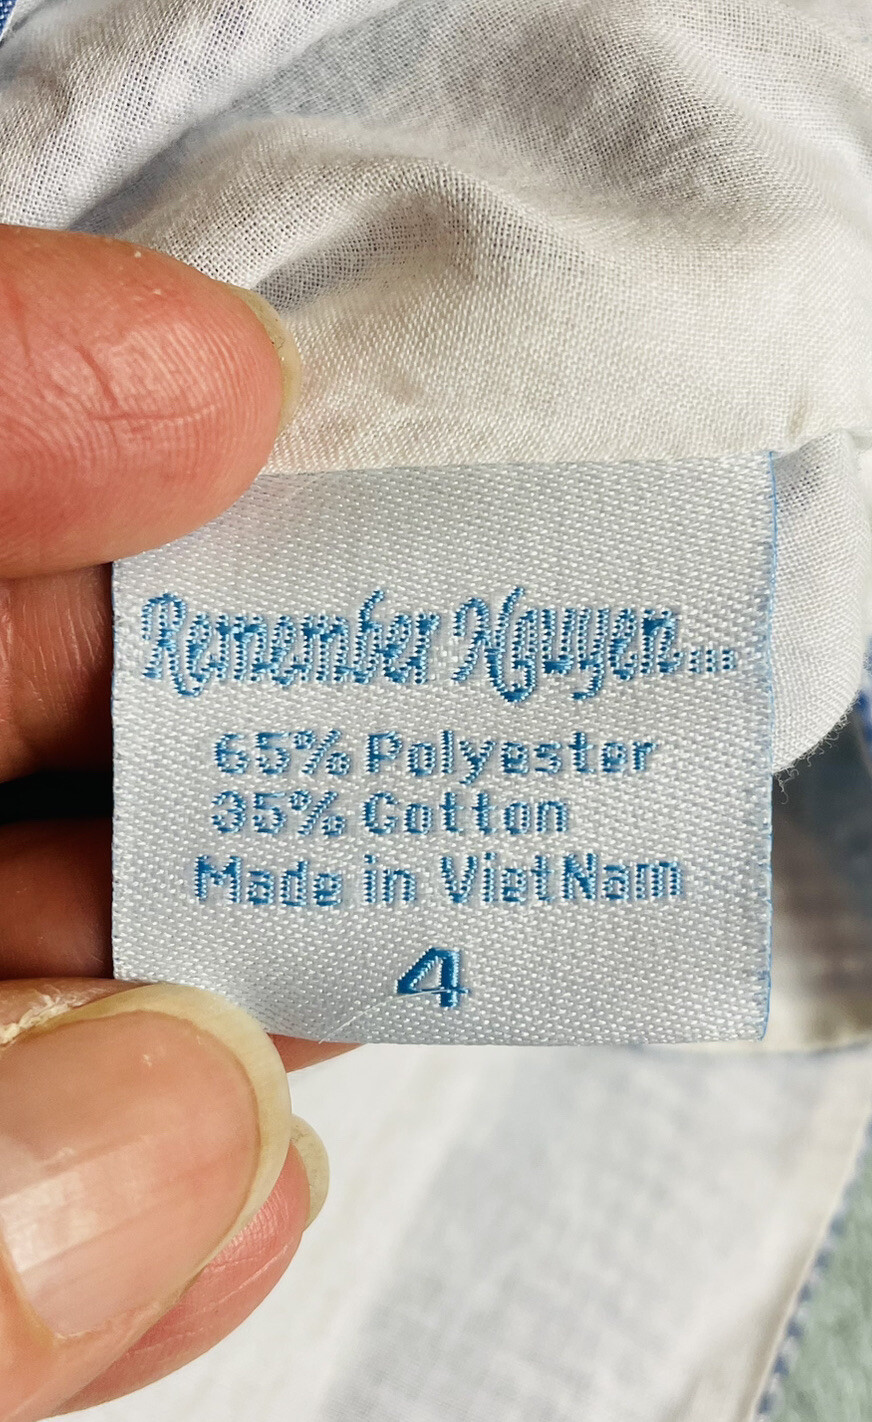 Remember Nguyen...
65% Polyester
35% Cotton
Made in VietNam
4